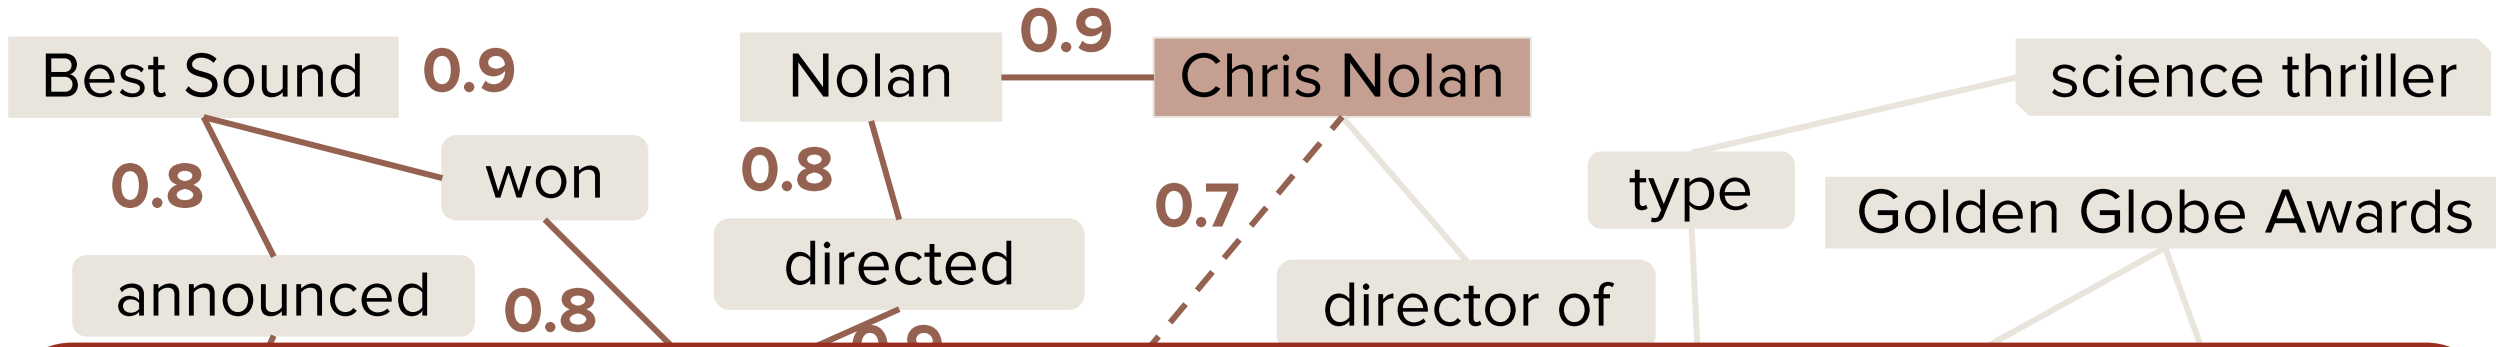 Best Sound
0.9
Nolan
0.9
Chris Nolan
science thriller
won
type
Golden Globe Awards
0.8
0.8
0.7
directed
announced
director of
0.8